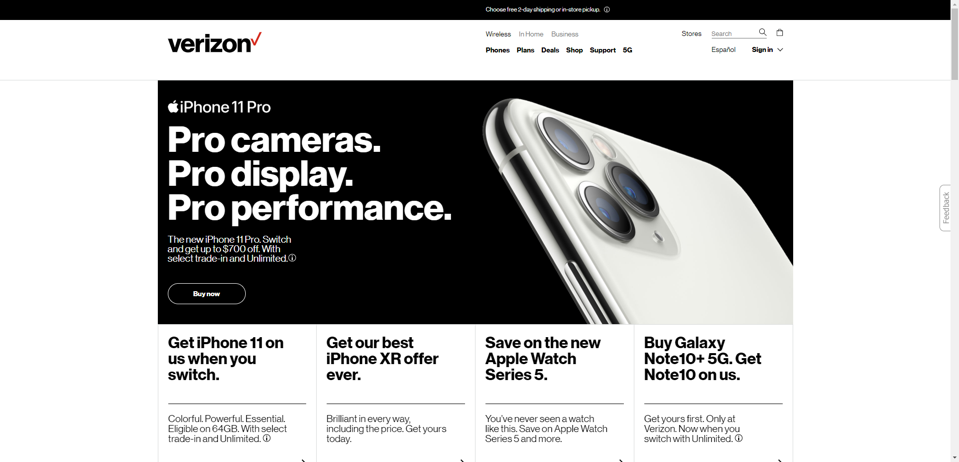 Choose free 2-day shipping or in-store pickup.
verizon
Wireless In Home Business
Stores Search
Phones Plans Deals Shop Support 5G
Español Sign in
iPhone 11 Pro
Pro cameras.
Pro display.
Pro performance.
The new iPhone 11 Pro. Switch
and get up to $700 off. With
select trade-in and Unlimited.
Buy now
Feedback
Get iPhone 11 on
us when you
switch.
Colorful. Powerful. Essential.
Eligible on 64GB. With select
trade-in and Unlimited.
Get our best
iPhone XR offer
ever.
Brilliant in every way,
including the price. Get yours
today.
Save on the new
Apple Watch
Series 5.
You've never seen a watch
like this. Save on Apple Watch
Series 5 and more.
Buy Galaxy
Note10+ 5G. Get
Note10 on us.
Get yours first. Only at
Verizon. Now when you
switch with Unlimited.